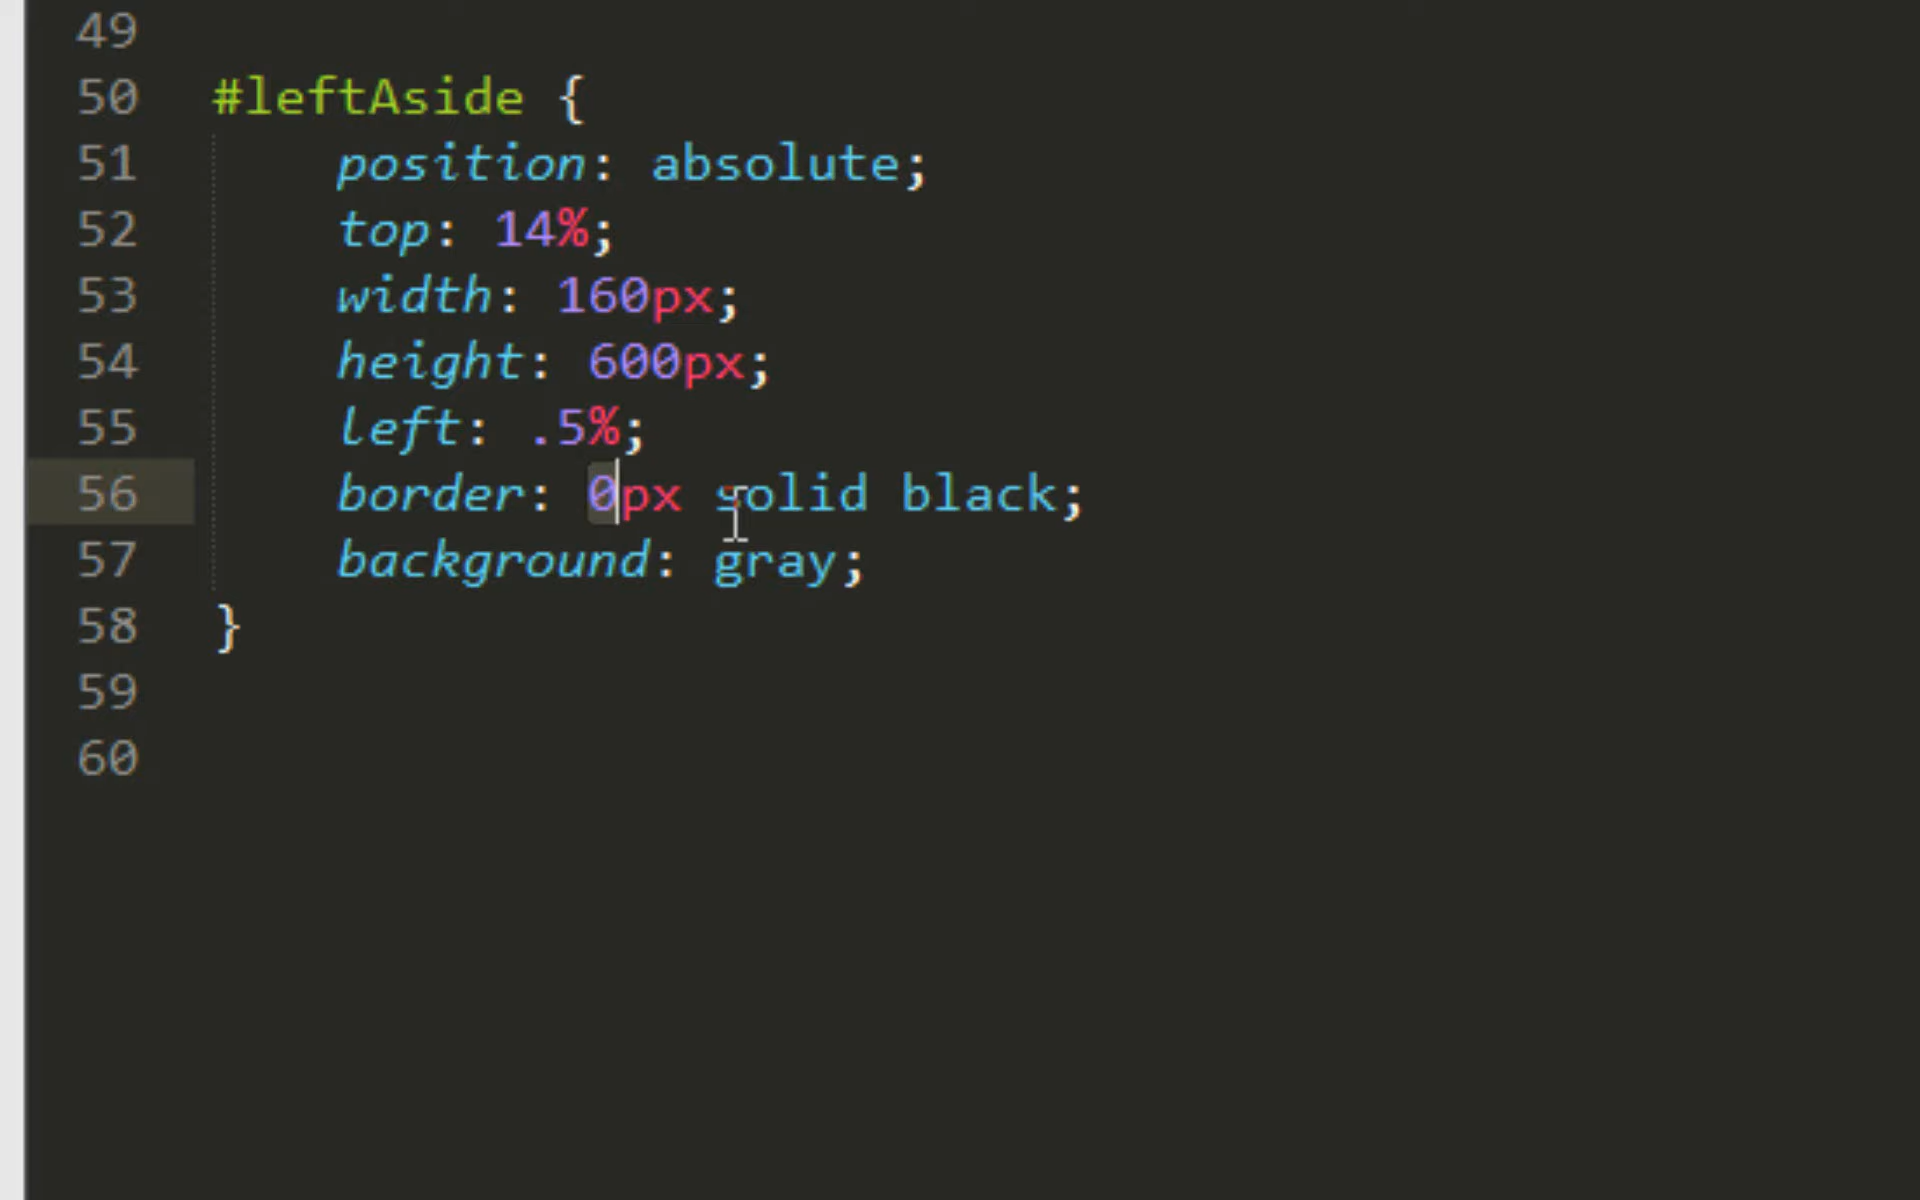 49
50 #leftAside {
51 position: absolute;
52 top: 14%;
53 width: 160px;
54 height: 600px;
55 left: .5%;
56 border: 0px solid black;
57 background: gray;
58 }
59
60